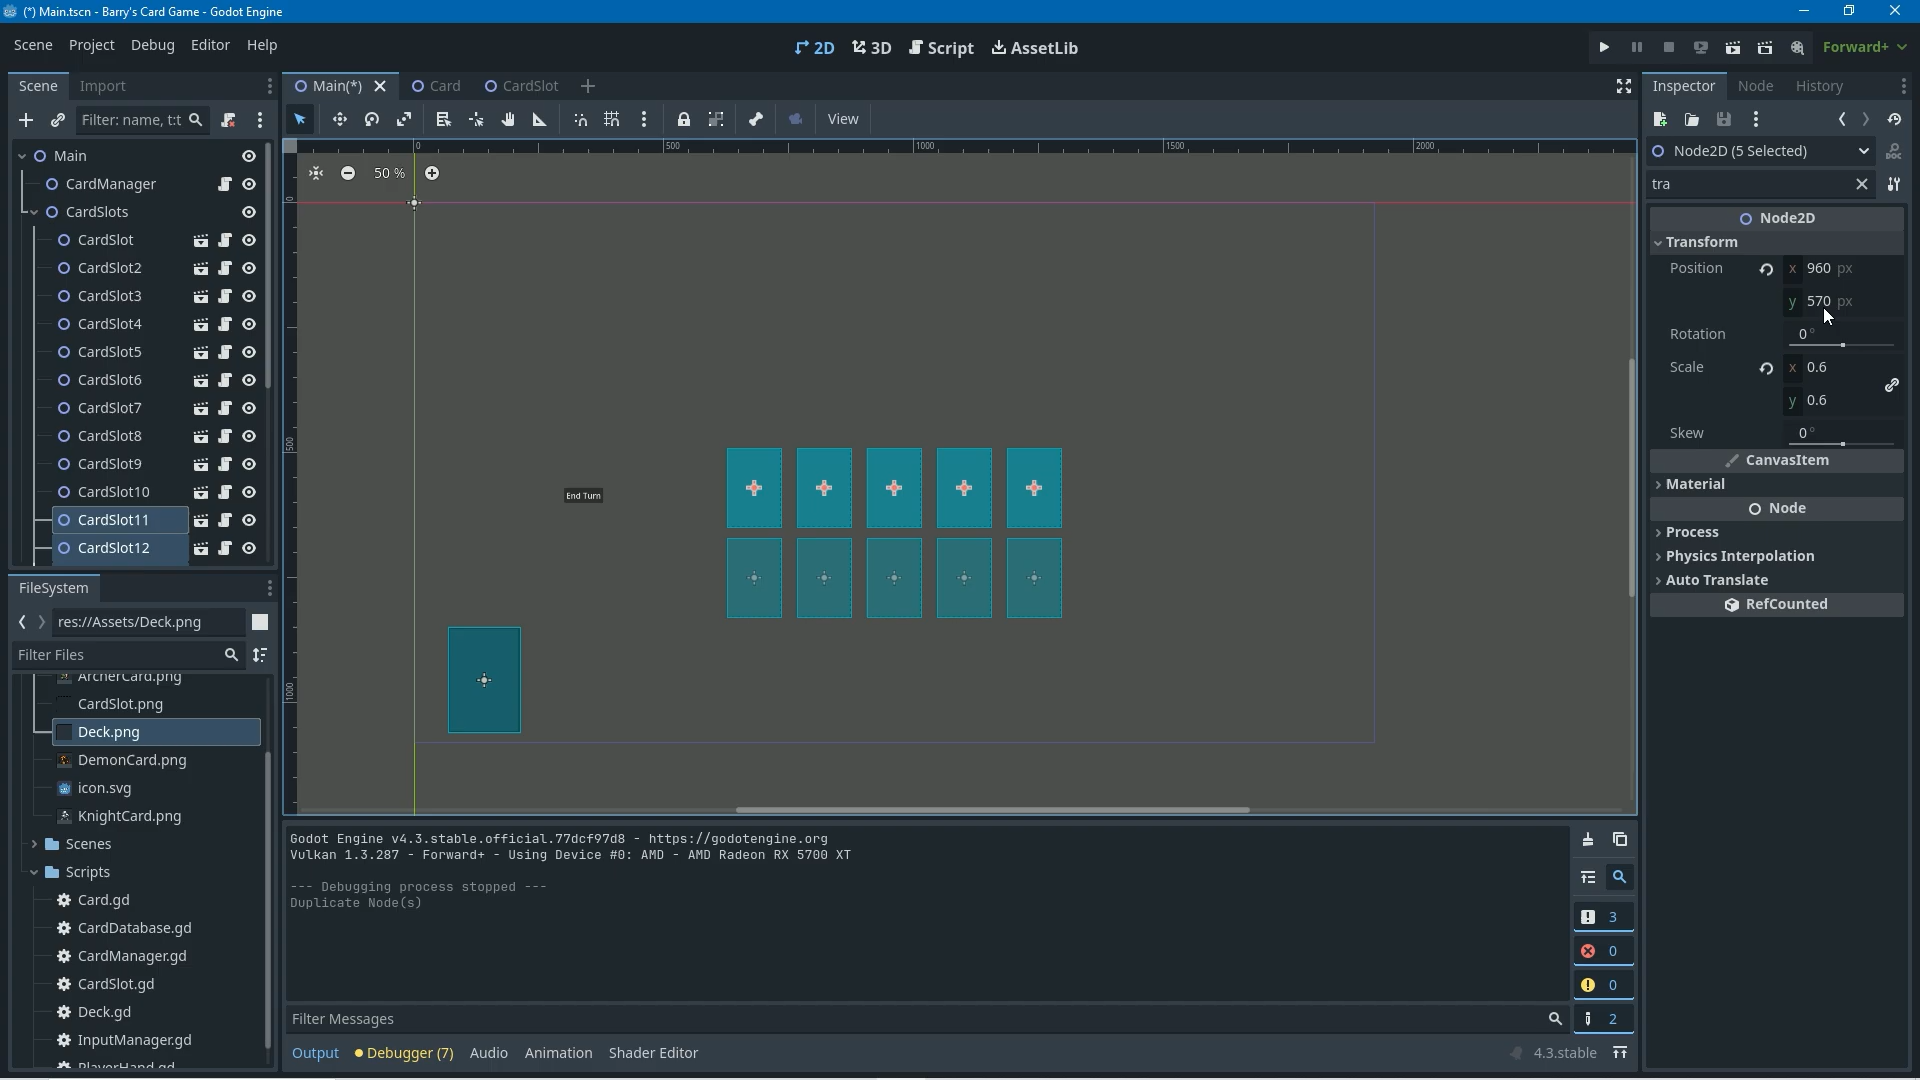 (*) Main.tscn - Barry's Card Game - Godot Engine
Scene Project Debug Editor Help
2D 3D Script AssetLib
Forward+
Scene Import
Main(*) Card CardSlot
Inspector Node History
Filter: name, t:t
View
Main
CardManager
CardSlots
CardSlot
CardSlot2
CardSlot3
CardSlot4
CardSlot5
CardSlot6
CardSlot7
CardSlot8
CardSlot9
CardSlot10
CardSlot11
CardSlot12
FileSystem
res://Assets/Deck.png
Filter Files
ArcherCard.png
CardSlot.png
Deck.png
DemonCard.png
icon.svg
KnightCard.png
Scenes
Scripts
Card.gd
CardDatabase.gd
CardManager.gd
CardSlot.gd
Deck.gd
InputManager.gd
PlayerHand.gd
0 500 1000 1500 2000
50 %
0
500
1000
End Turn
Godot Engine v4.3.stable.official.77dcf97d8 - https://godotengine.org
Vulkan 1.3.287 - Forward+ - Using Device #0: AMD - AMD Radeon RX 5700 XT
--- Debugging process stopped ---
Duplicate Node(s)
3
0
0
2
Filter Messages
Output Debugger (7) Audio Animation Shader Editor
4.3.stable
Node2D (5 Selected)
tra
Node2D
Transform
Position x 960 px
y 570 px
Rotation 0 °
Scale x 0.6
y 0.6
Skew 0 °
CanvasItem
Material
Node
Process
Physics Interpolation
Auto Translate
RefCounted